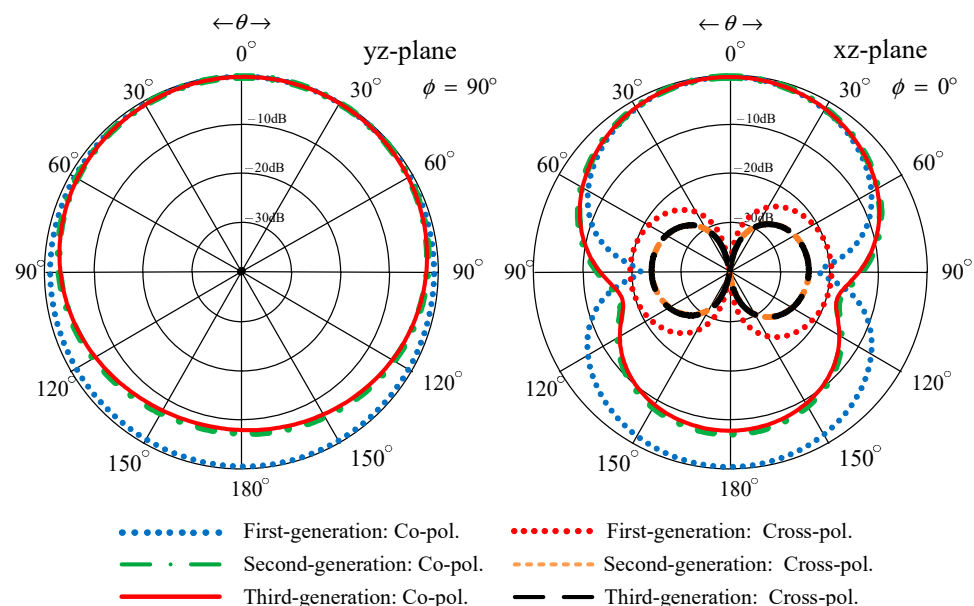 ← θ →
0°
yz-plane
ϕ = 90°
30°
30°
−10dB
60°
60°
−20dB
−30dB
90°
90°
120°
120°
150°
150°
180°
← θ →
0°
xz-plane
ϕ = 0°
30°
30°
−10dB
60°
60°
−20dB
−30dB
90°
90°
120°
120°
150°
150°
180°
First-generation: Co-pol.
First-generation: Cross-pol.
Second-generation: Co-pol.
Second-generation: Cross-pol.
Third-generation: Co-pol.
Third-generation: Cross-pol.